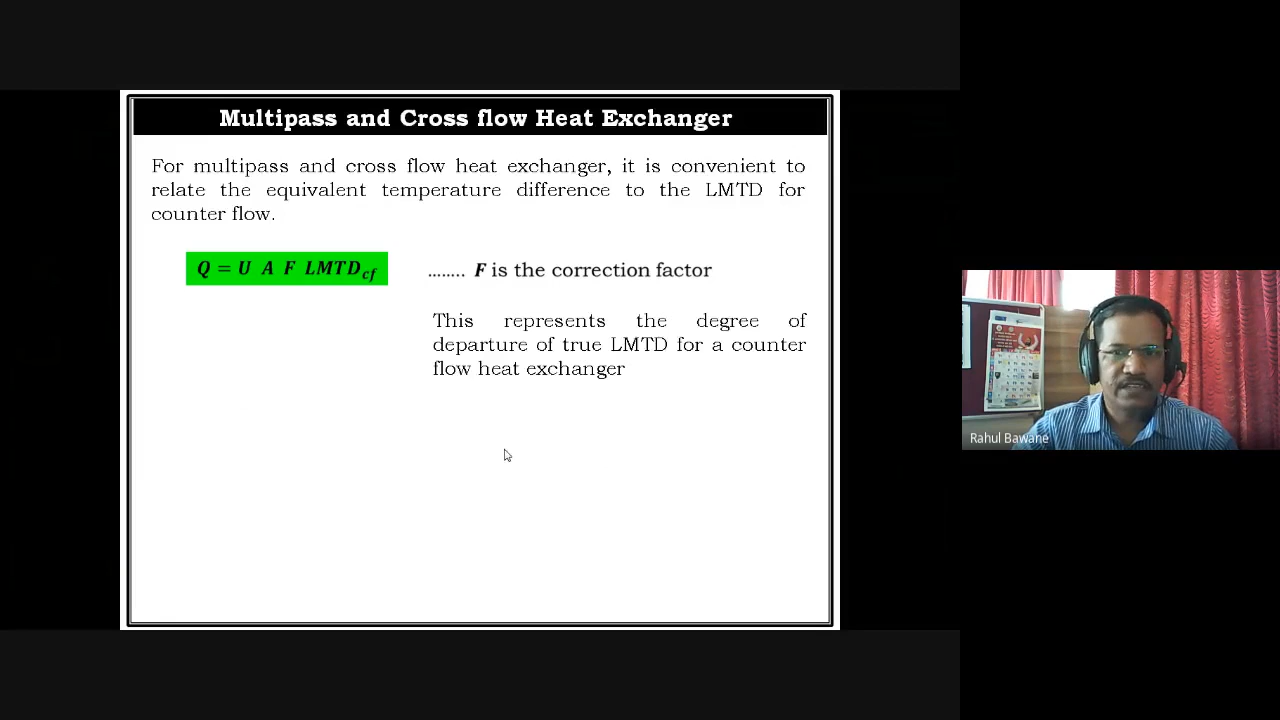 Multipass and Cross flow Heat Exchanger
For multipass and cross flow heat exchanger, it is convenient to
relate the equivalent temperature difference to the LMTD for
counter flow.
Q = U A F LMTD_cf
........ F is the correction factor
This represents the degree of
departure of true LMTD for a counter
flow heat exchanger
Rahul Bawane